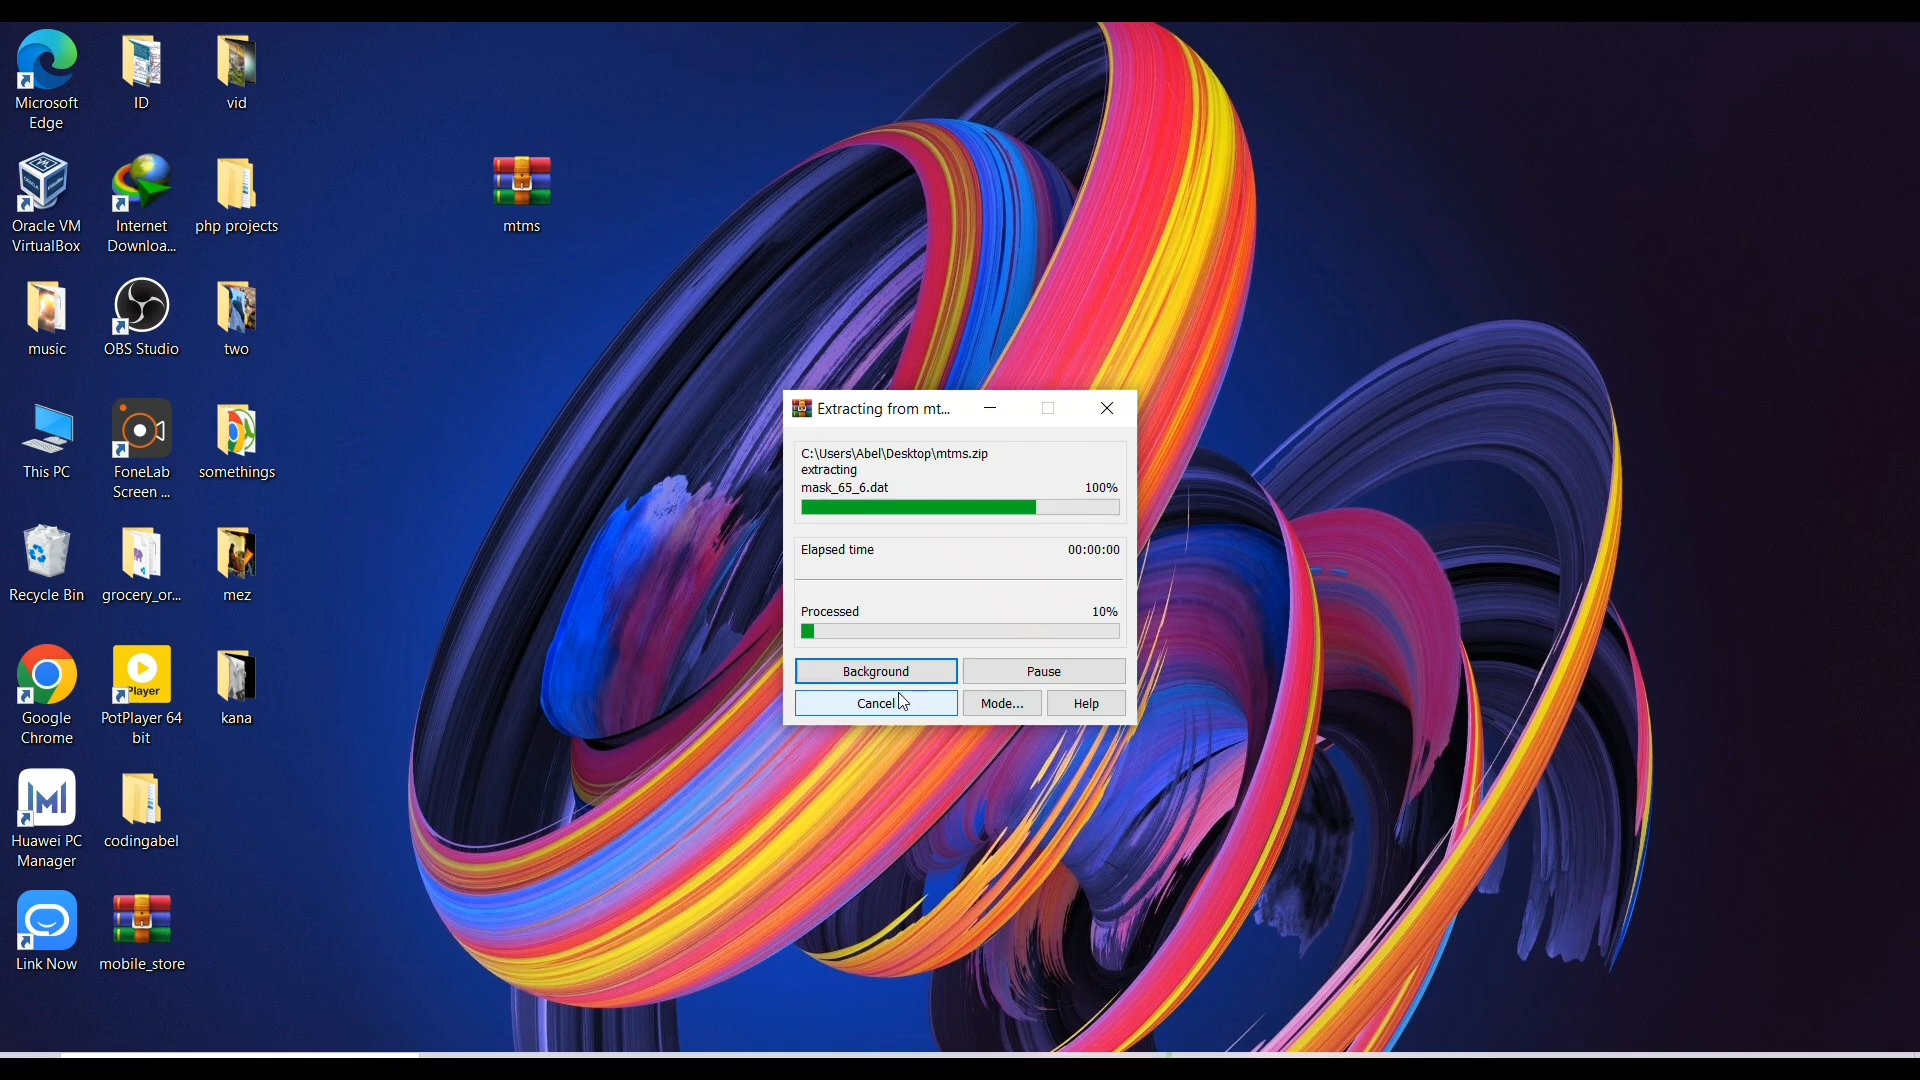 Microsoft
Edge
ID
vid
Oracle VM
VirtualBox
Internet
Downloa...
php projects
mtms
music
OBS Studio
two
This PC
FoneLab
Screen ...
somethings
Recycle Bin
grocery_or...
mez
Google
Chrome
Player
PotPlayer 64
bit
kana
Huawei PC
Manager
codingabel
Link Now
mobile_store
Extracting from mt...
C:\Users\Abel\Desktop\mtms.zip
extracting
mask_65_6.dat 100%
Elapsed time 00:00:00
Processed 10%
Background Pause
Cancel Mode... Help